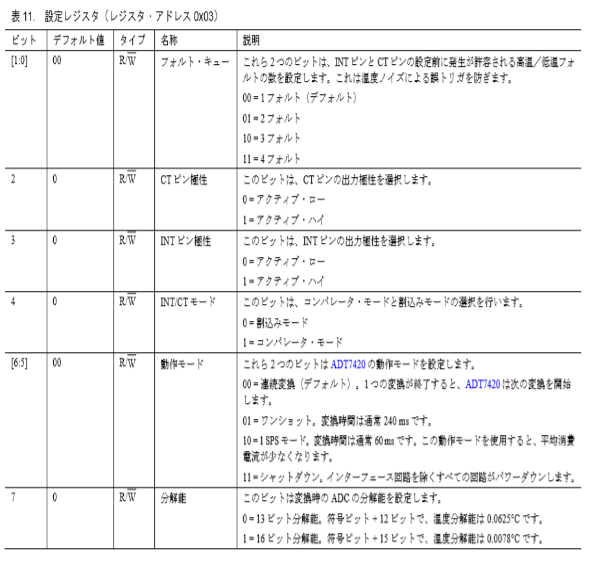 表 11. 設定レジスタ（レジスタ・アドレス 0x03）
ビット デフォルト値 タイプ 名称 説明
[1:0] 00 R/W フォルト・キュー これら 2 つのビットは、INT ピンと CT ピンの設定前に発生が許容される高温／低温フォ
ルトの数を設定します。これは温度ノイズによる誤トリガを防ぎます。
00 = 1 フォルト（デフォルト）
01 = 2 フォルト
10 = 3 フォルト
11 = 4 フォルト
2 0 R/W CT ピン極性 このビットは、CT ピンの出力極性を選択します。
0 = アクティブ・ロー
1 = アクティブ・ハイ
3 0 R/W INT ピン極性 このビットは、INT ピンの出力極性を選択します。
0 = アクティブ・ロー
1 = アクティブ・ハイ
4 0 R/W INT/CT モード このビットは、コンパレータ・モードと割込みモードの選択を行います。
0 = 割込みモード
1 = コンパレータ・モード
[6:5] 00 R/W 動作モード これら 2 つのビットは ADT7420 の動作モードを設定します。
00 = 連続変換（デフォルト）。1 つの変換が終了すると、ADT7420 は次の変換を開始
します。
01 = ワンショット。変換時間は通常 240 ms です。
10 = 1 SPS モード。変換時間は通常 60 ms です。この動作モードを使用すると、平均消費
電流が少なくなります。
11 = シャットダウン。インターフェース回路を除くすべての回路がパワーダウンします。
7 0 R/W 分解能 このビットは変換時の ADC の分解能を設定します。
0 = 13 ビット分解能。符号ビット + 12 ビットで、温度分解能は 0.0625°C です。
1 = 16 ビット分解能。符号ビット + 15 ビットで、温度分解能は 0.0078°C です。